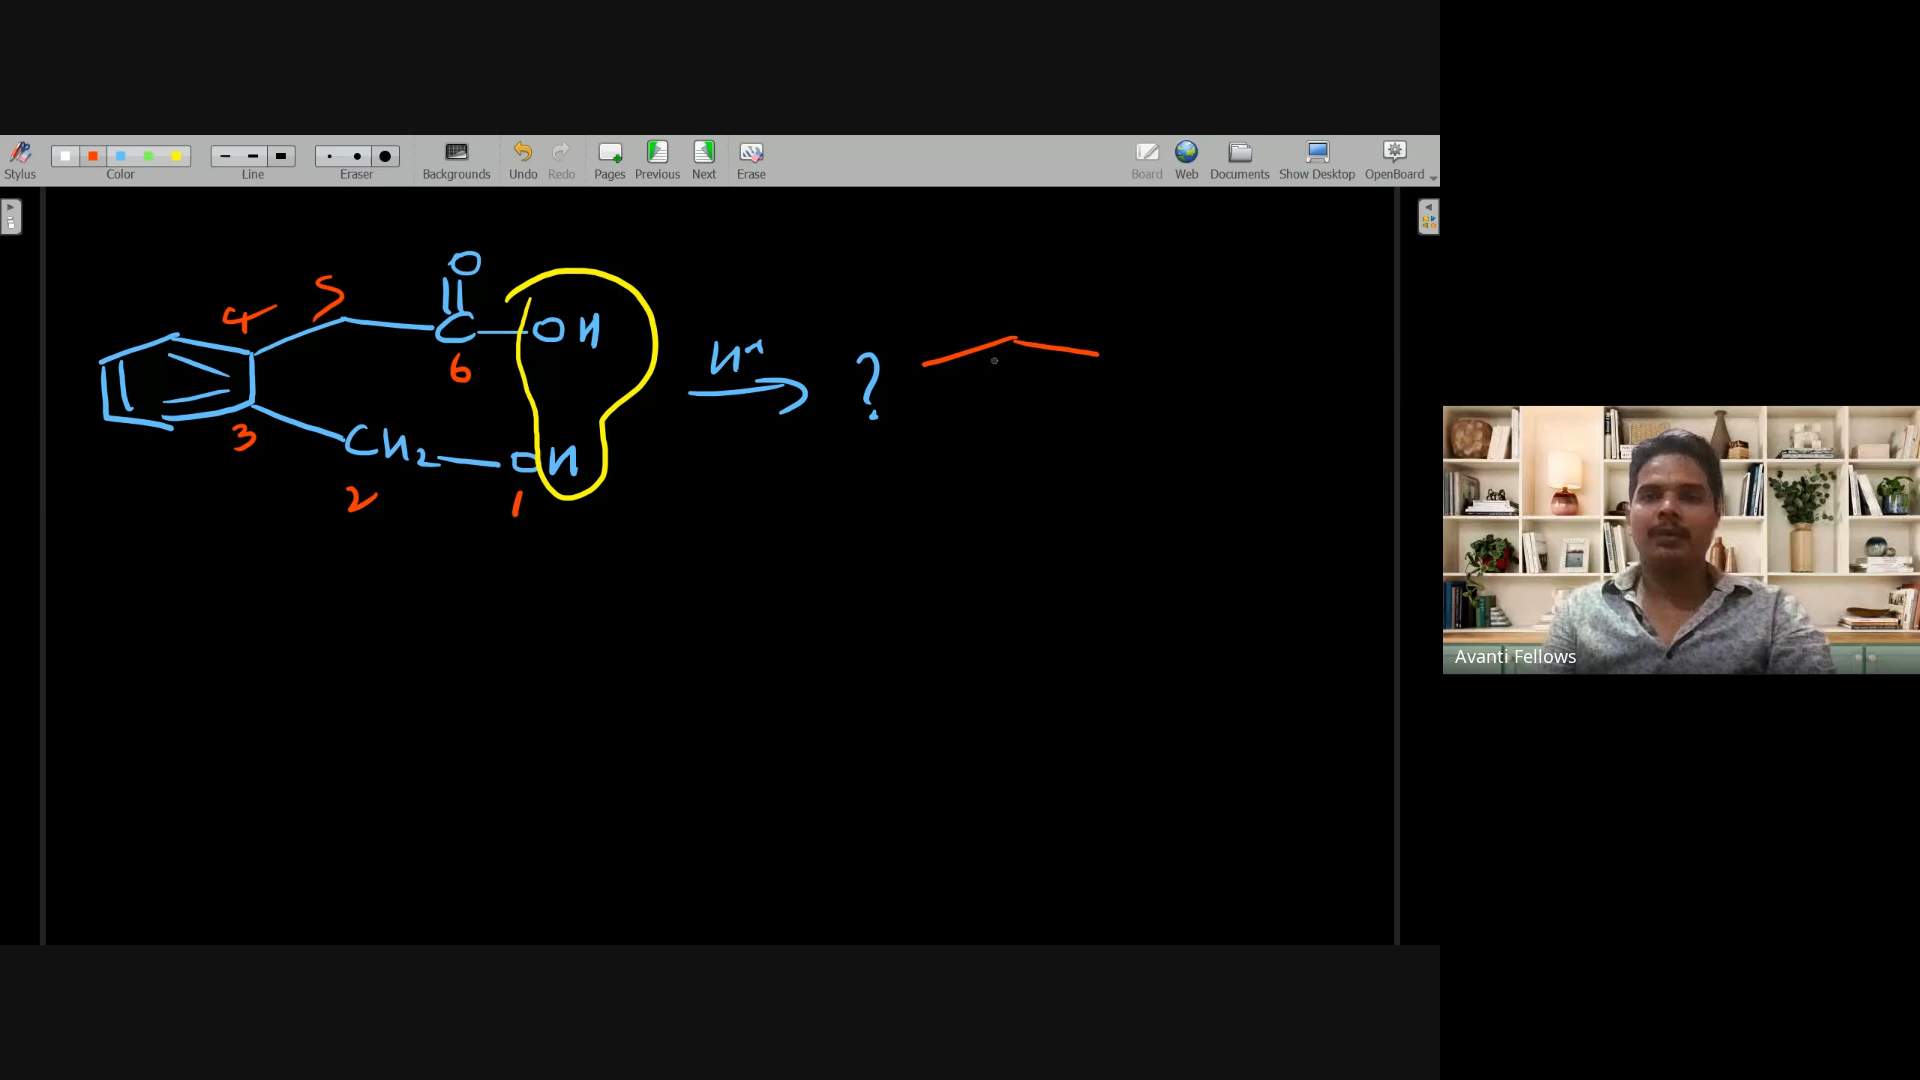 Stylus
Color
Line
Eraser
Backgrounds
Undo
Redo
Pages
Previous
Next
Erase
Board
Web
Documents
Show Desktop
OpenBoard
O
||
4 5 C — OH
6
H⁺ ?
3 CH₂ — OH
2 1
Avanti Fellows